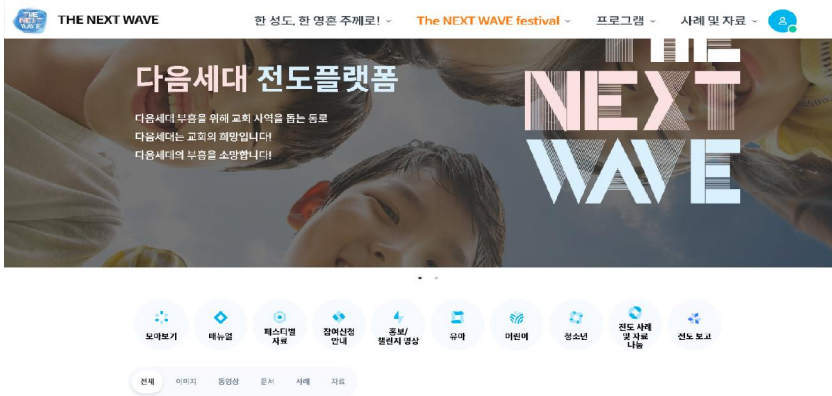 THE NEXT WAVE
THE NEXT WAVE
한 성도, 한 영혼 주께로!
The NEXT WAVE festival
프로그램
사례 및 자료
다음세대 전도플랫폼
다음세대 부흥을 위해 교회 사역을 돕는 동로
다음세대는 교회의 희망입니다!
다음세대의 부흥을 소망합니다!
THE
NEXT
WAVE
모아보기
매뉴얼
페스티벌
자료
참여신청
안내
홍보/
챌린지 영상
유아
어린이
청소년
전도 사례
및 자료
나눔
전도 보고
전체
이미지
동영상
문서
사례
자료